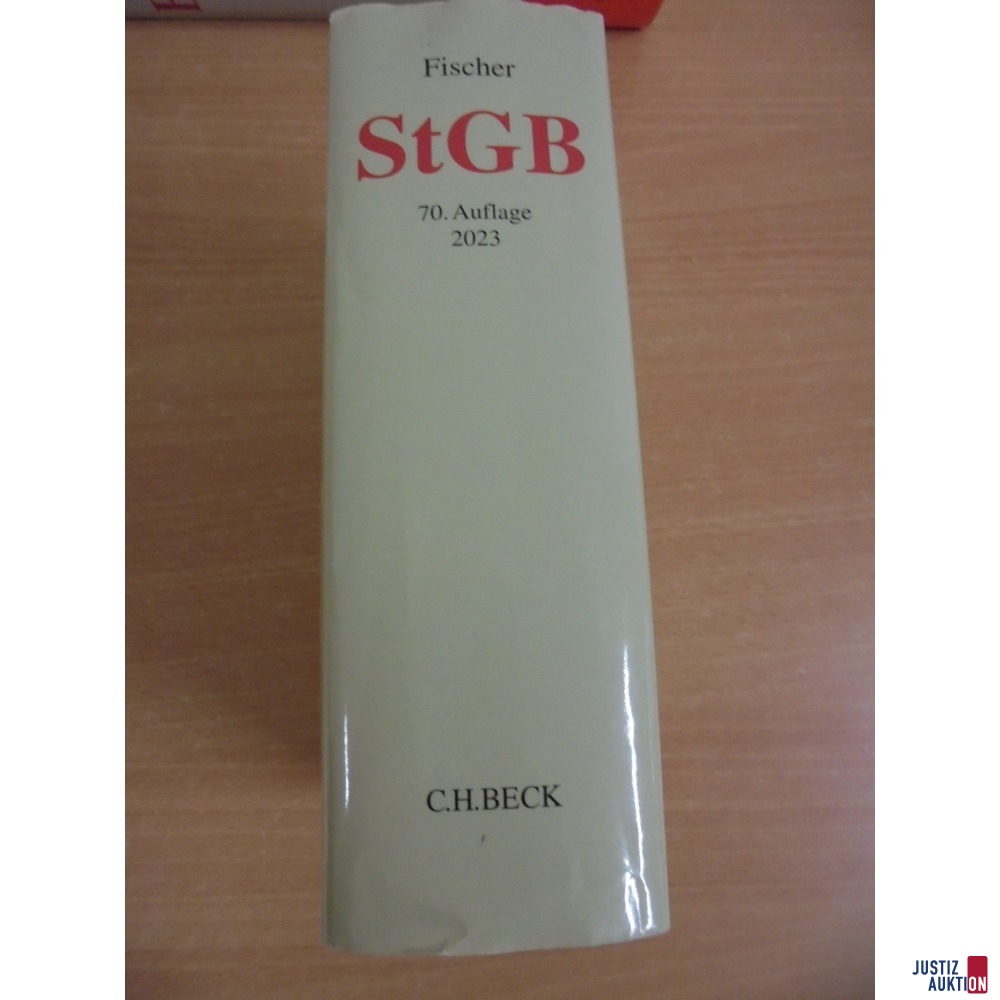 Fischer
StGB
70. Auflage
2023
C.H.BECK
JUSTIZ
AUKTION